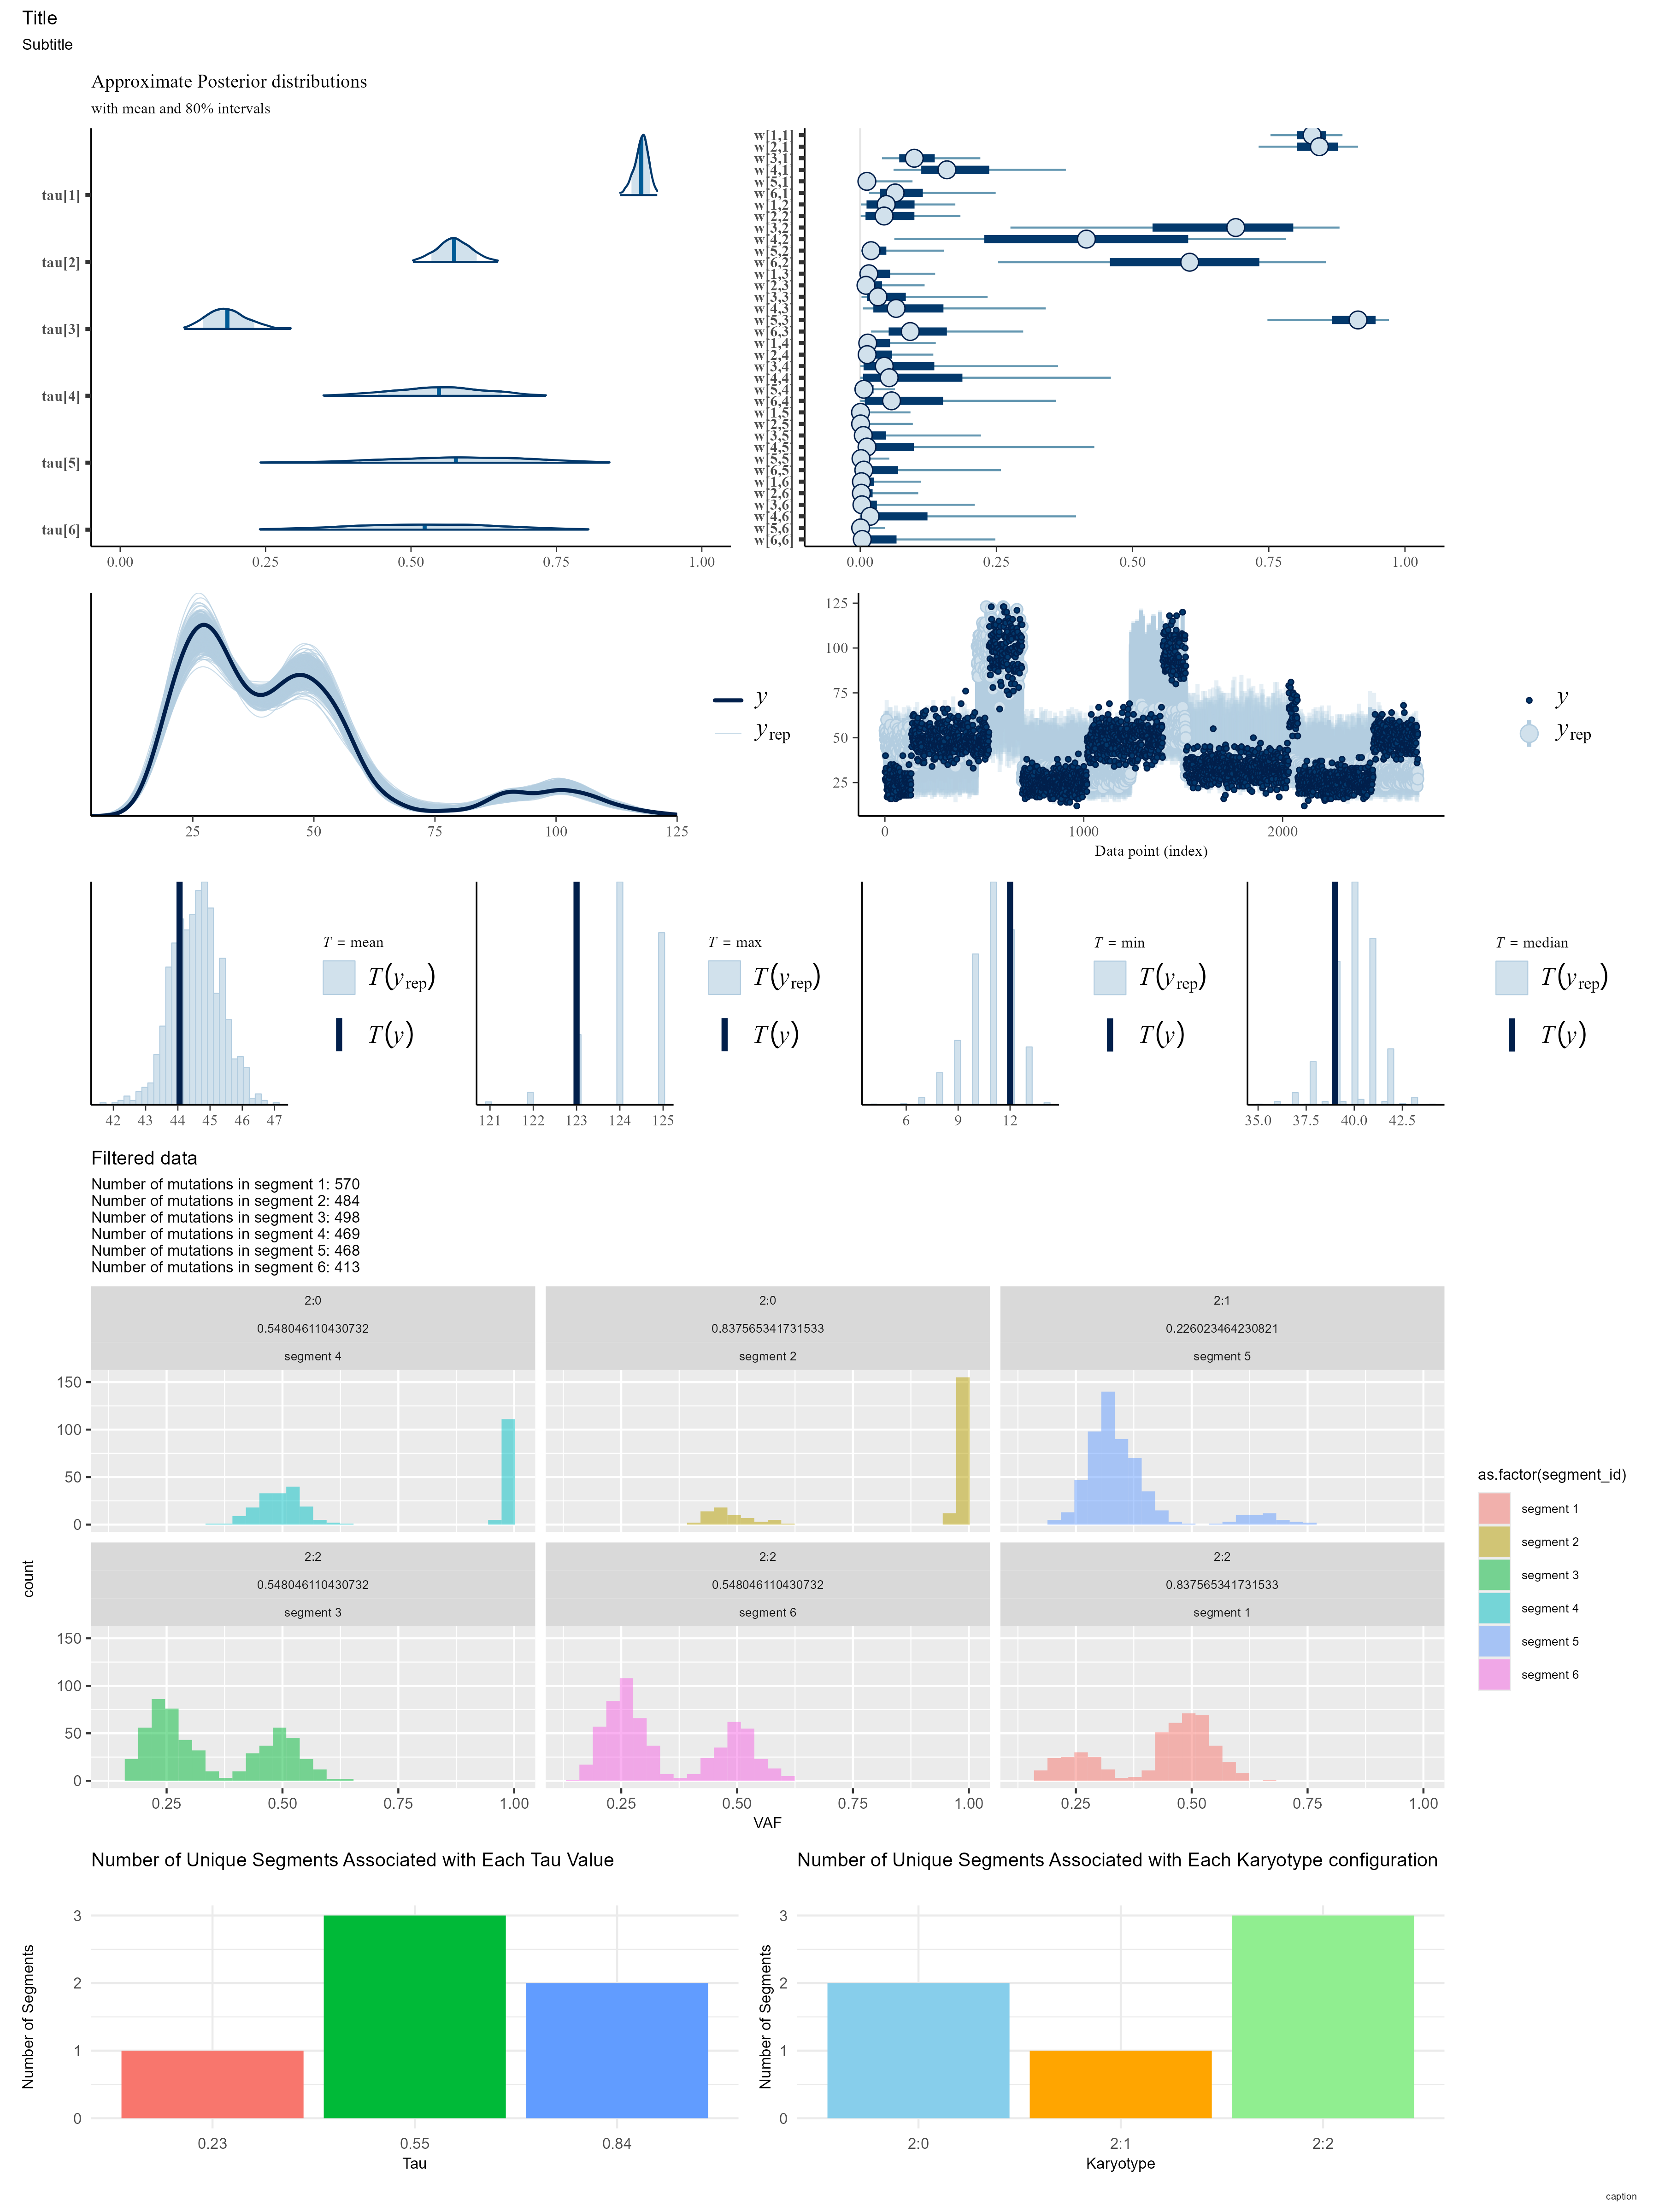 Title
Subtitle
Approximate Posterior distributions
with mean and 80% intervals
tau[1]
tau[2]
tau[3]
tau[4]
tau[5]
tau[6]
0.00 0.25 0.50 0.75 1.00
w[1,1]
w[2,1]
w[3,1]
w[4,1]
w[5,1]
w[6,1]
w[1,2]
w[2,2]
w[3,2]
w[4,2]
w[5,2]
w[6,2]
w[1,3]
w[2,3]
w[3,3]
w[4,3]
w[5,3]
w[6,3]
w[1,4]
w[2,4]
w[3,4]
w[4,4]
w[5,4]
w[6,4]
w[1,5]
w[2,5]
w[3,5]
w[4,5]
w[5,5]
w[6,5]
w[1,6]
w[2,6]
w[3,6]
w[4,6]
w[5,6]
w[6,6]
0.00 0.25 0.50 0.75 1.00
25 50 75 100 125
y
yrep
125
100
75
50
25
0 1000 2000
Data point (index)
y
yrep
42 43 44 45 46 47
T = mean
T(yrep)
T(y)
121 122 123 124 125
T = max
T(yrep)
T(y)
6 9 12
T = min
T(yrep)
T(y)
35.0 37.5 40.0 42.5
T = median
T(yrep)
T(y)
Filtered data
Number of mutations in segment 1: 570
Number of mutations in segment 2: 484
Number of mutations in segment 3: 498
Number of mutations in segment 4: 469
Number of mutations in segment 5: 468
Number of mutations in segment 6: 413
2:0
0.548046110430732
segment 4
2:0
0.837565341731533
segment 2
2:1
0.226023464230821
segment 5
150
100
50
0
2:2
0.548046110430732
segment 3
2:2
0.548046110430732
segment 6
2:2
0.837565341731533
segment 1
150
100
50
0
count
0.25 0.50 0.75 1.00
0.25 0.50 0.75 1.00
0.25 0.50 0.75 1.00
VAF
as.factor(segment_id)
segment 1
segment 2
segment 3
segment 4
segment 5
segment 6
Number of Unique Segments Associated with Each Tau Value
Number of Segments
3
2
1
0
0.23 0.55 0.84
Tau
Number of Unique Segments Associated with Each Karyotype configuration
Number of Segments
3
2
1
0
2:0 2:1 2:2
Karyotype
caption